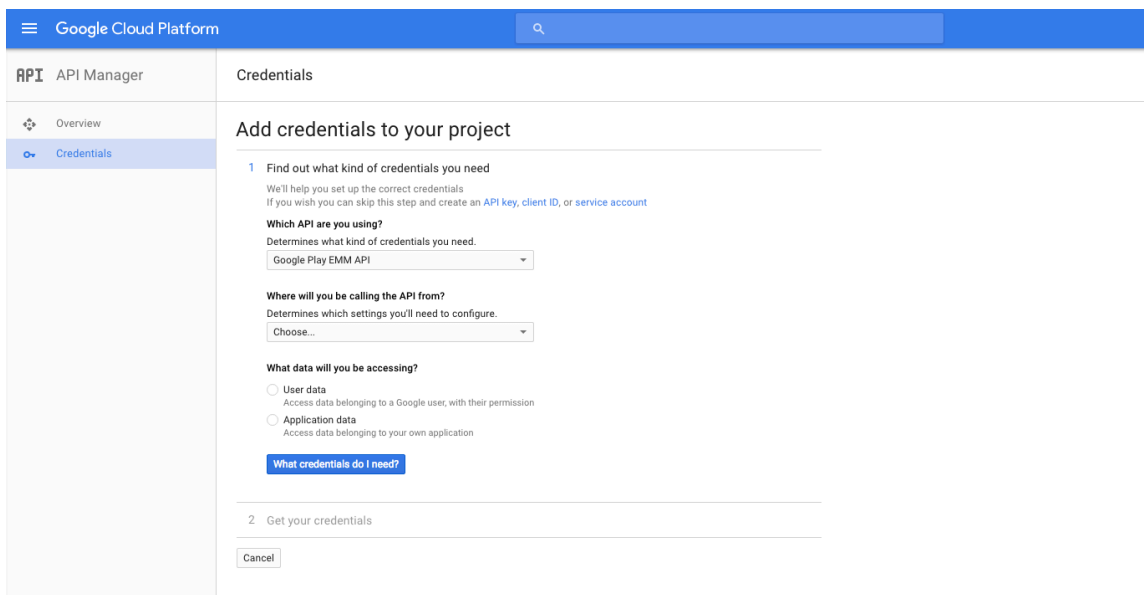 Google Cloud Platform
API API Manager
Credentials
Overview
Credentials
Add credentials to your project
1 Find out what kind of credentials you need
We'll help you set up the correct credentials
If you wish you can skip this step and create an API key, client ID, or service account
Which API are you using?
Determines what kind of credentials you need.
Google Play EMM API
Where will you be calling the API from?
Determines which settings you'll need to configure.
Choose...
What data will you be accessing?
User data
Access data belonging to a Google user, with their permission
Application data
Access data belonging to your own application
What credentials do I need?
2 Get your credentials
Cancel